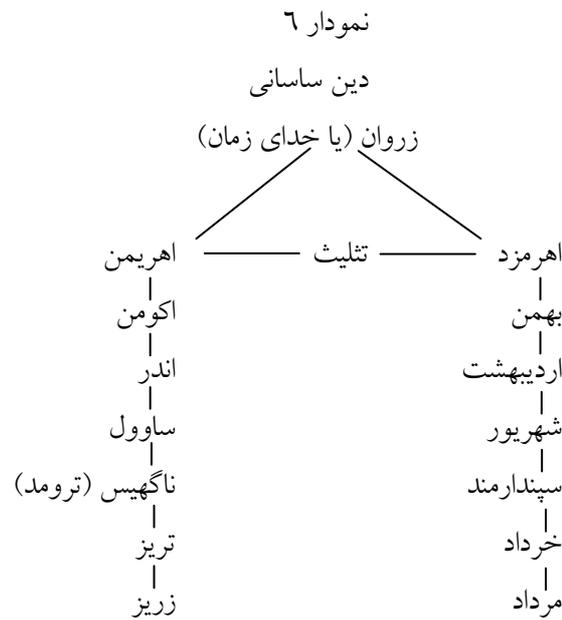 نمودار ٦
دین ساسانی
زروان (یا خدای زمان)
اهرمزد تثلیث اهریمن
بهمن اکومن
اردیبهشت اندر
شهریور ساوول
سپندارمند ناگهیس (ترومد)
خرداد تریز
مرداد زریز